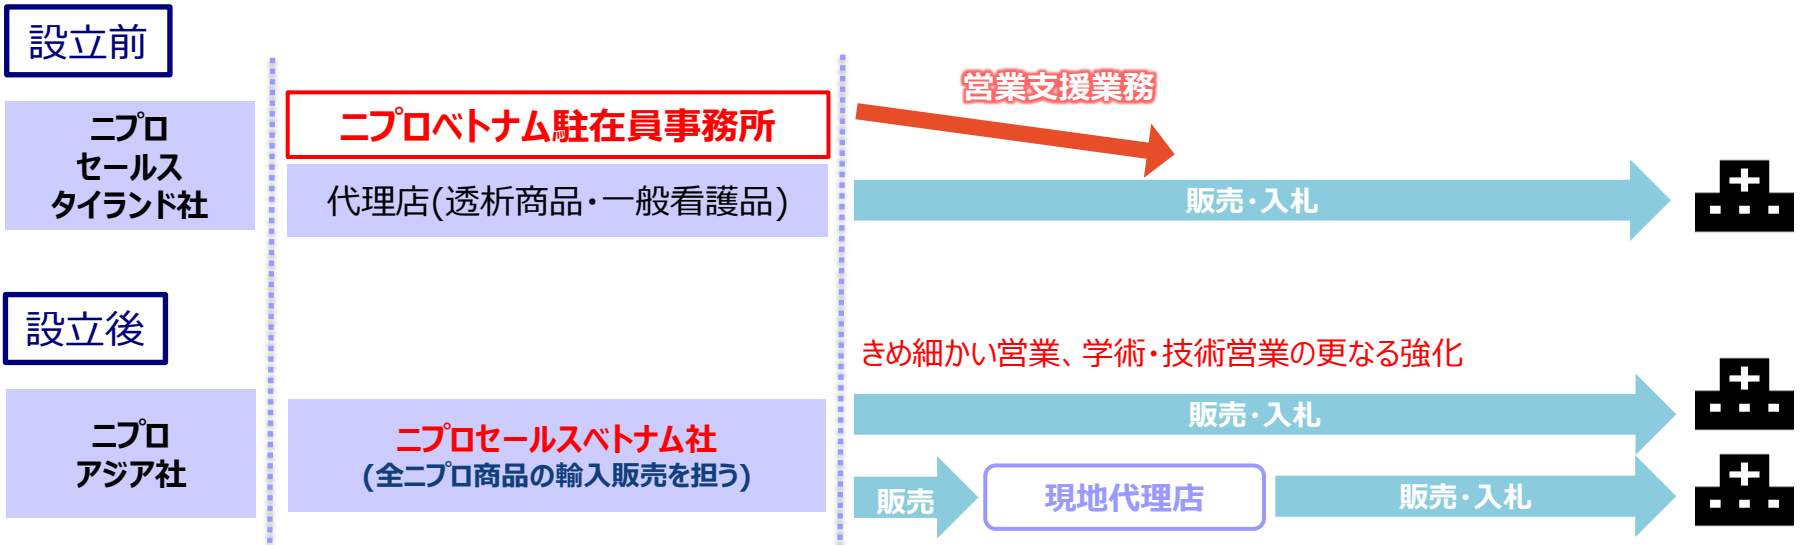 設立前
ニプロ
セールス
タイランド社
ニプロベトナム駐在員事務所
代理店(透析商品・一般看護品)
営業支援業務
販売・入札
設立後
ニプロ
アジア社
ニプロセールスベトナム社
(全ニプロ商品の輸入販売を担う)
きめ細かい営業、学術・技術営業の更なる強化
販売・入札
販売
現地代理店
販売・入札